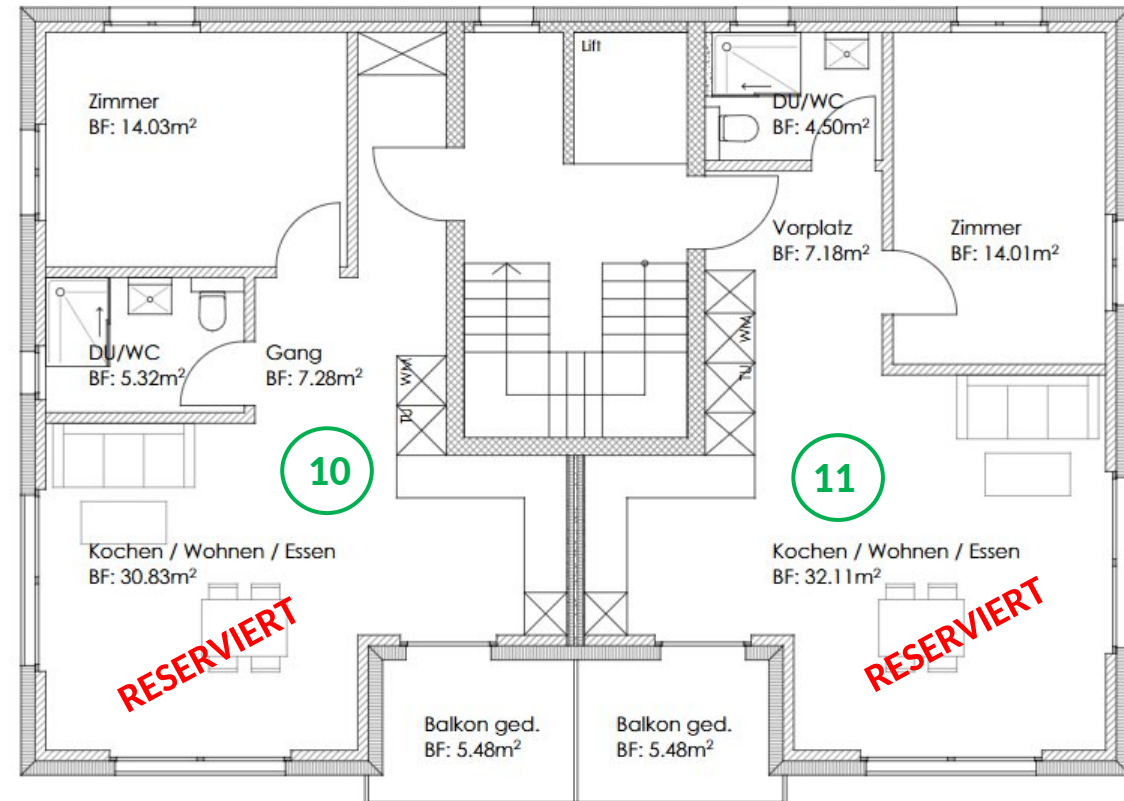 Lift
Zimmer
BF: 14.03m²
DU/WC
BF: 4.50m²
Vorplatz
BF: 7.18m²
Zimmer
BF: 14.01m²
DU/WC
BF: 5.32m²
Gang
BF: 7.28m²
WM
TU
WM
TU
10
11
Kochen / Wohnen / Essen
BF: 30.83m²
Kochen / Wohnen / Essen
BF: 32.11m²
RESERVIERT
RESERVIERT
Balkon ged.
BF: 5.48m²
Balkon ged.
BF: 5.48m²